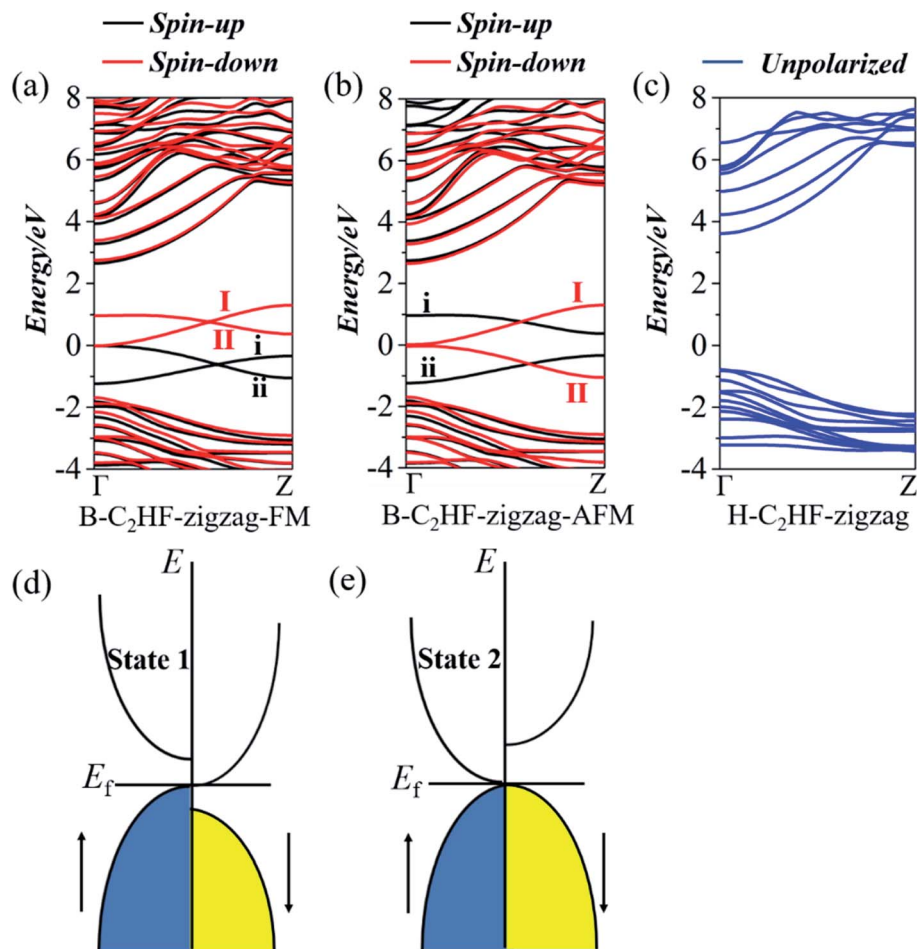 Spin-up
Spin-down
Spin-up
Spin-down
Unpolarized
(a)
(b)
(c)
Energy/eV
8
6
4
2
0
-2
-4
I
II
i
ii
Γ
Z
B-C₂HF-zigzag-FM
Energy/eV
8
6
4
2
0
-2
-4
i
I
ii
II
Γ
Z
B-C₂HF-zigzag-AFM
Energy/eV
8
6
4
2
0
-2
-4
Γ
Z
H-C₂HF-zigzag
(d)
E
State 1
E_f
(e)
E
State 2
E_f